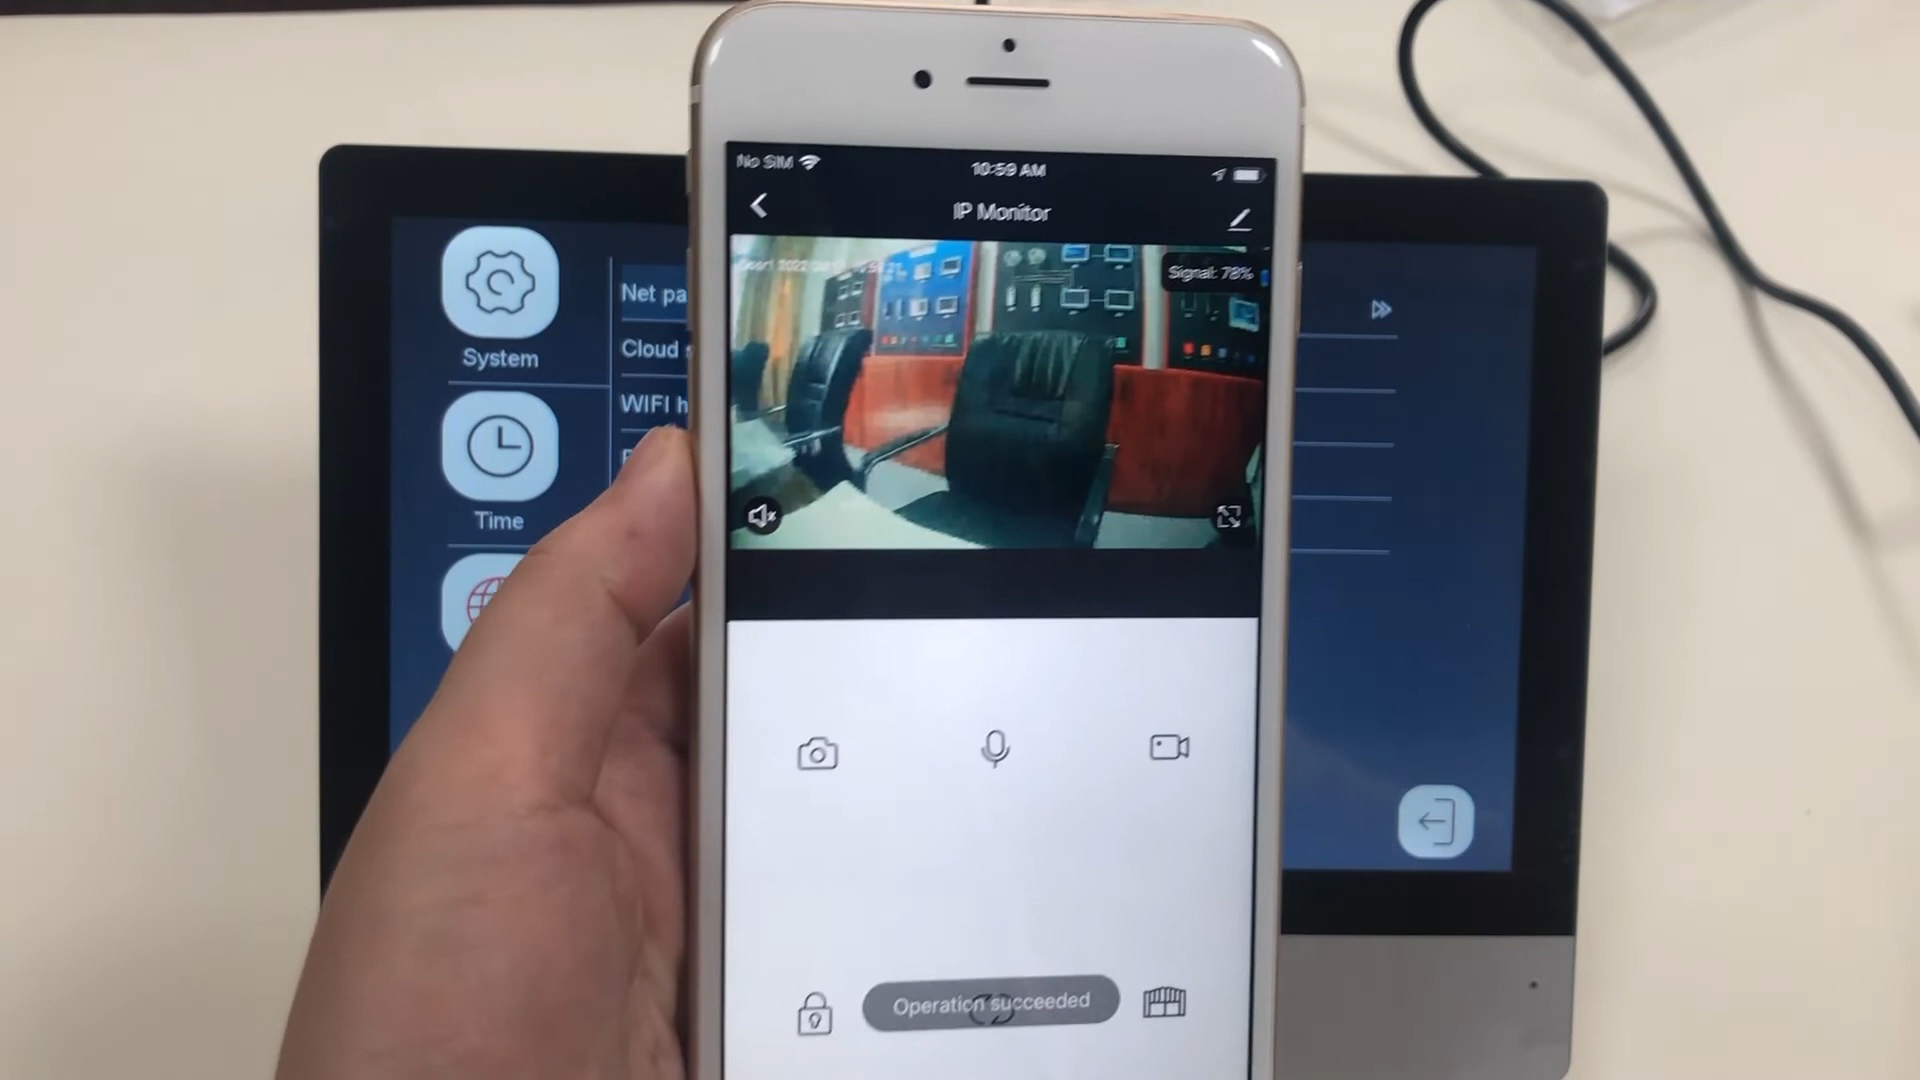 No SIM
10:59 AM
IP Monitor
Signal: 78%
System
Time
Net pa
Cloud
WIFI h
Operation succeeded